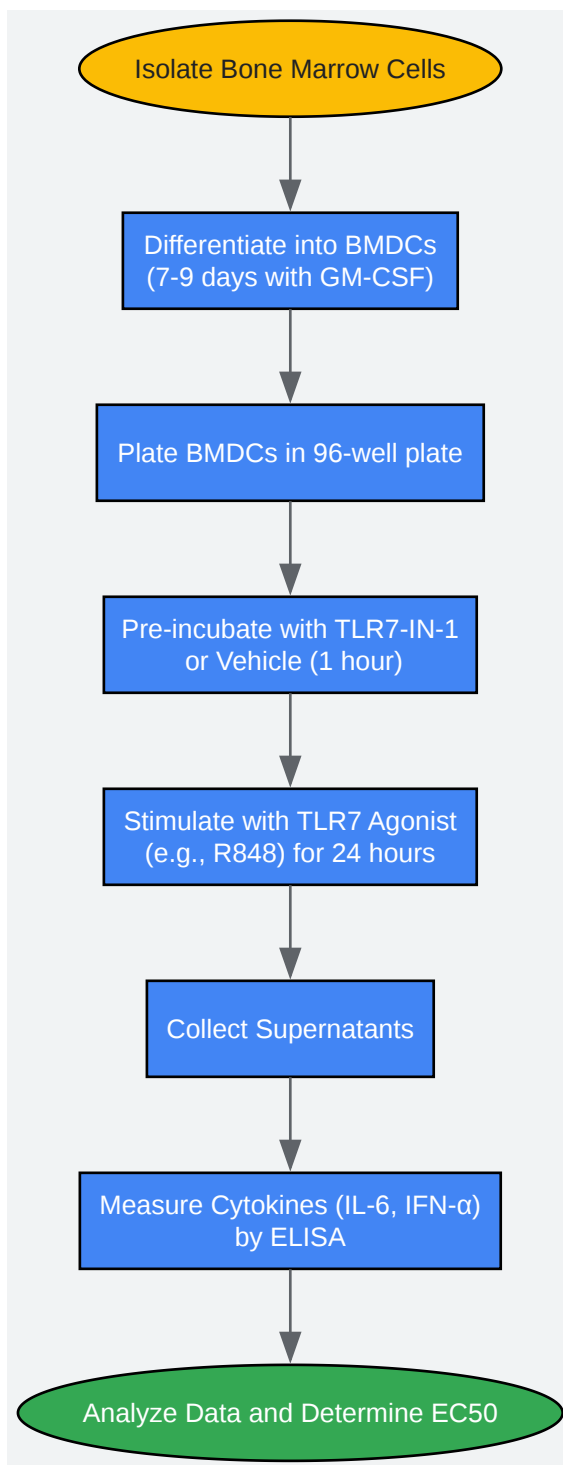 Isolate Bone Marrow Cells
Differentiate into BMDCs
(7-9 days with GM-CSF)
Plate BMDCs in 96-well plate
Pre-incubate with TLR7-IN-1
or Vehicle (1 hour)
Stimulate with TLR7 Agonist
(e.g., R848) for 24 hours
Collect Supernatants
Measure Cytokines (IL-6, IFN-α)
by ELISA
Analyze Data and Determine EC50